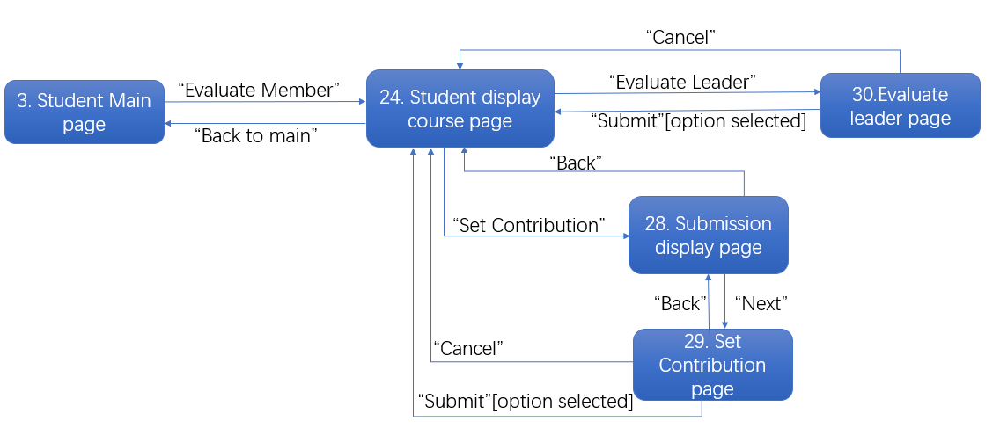 “Cancel”
3. Student Main
page
“Evaluate Member”
“Back to main”
24. Student display
course page
“Evaluate Leader”
“Submit”[option selected]
30.Evaluate
leader page
“Back”
“Set Contribution”
28. Submission
display page
“Back”
“Next”
29. Set
Contribution
page
“Cancel”
“Submit”[option selected]